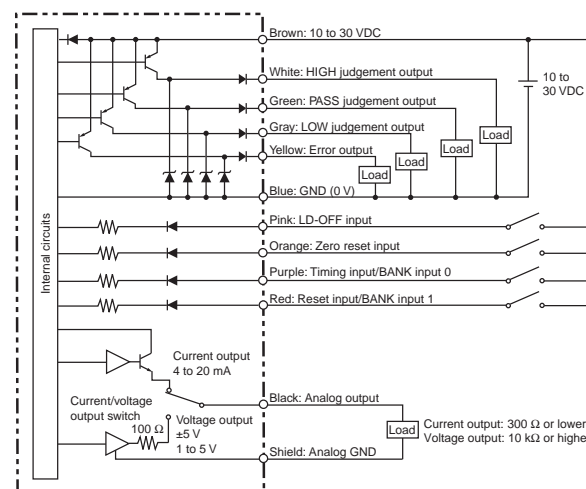 Brown: 10 to 30 VDC
White: HIGH judgement output
10 to
30 VDC
Green: PASS judgement output
Gray: LOW judgement output
Load
Load
Load
Yellow: Error output
Load
Blue: GND (0 V)
Internal circuits
Pink: LD-OFF input
Orange: Zero reset input
Purple: Timing input/BANK input 0
Red: Reset input/BANK input 1
Current output
4 to 20 mA
Current/voltage
output switch
Black: Analog output
100 Ω
Voltage output
±5 V
1 to 5 V
Load
Current output: 300 Ω or lower
Voltage output: 10 kΩ or higher
Shield: Analog GND